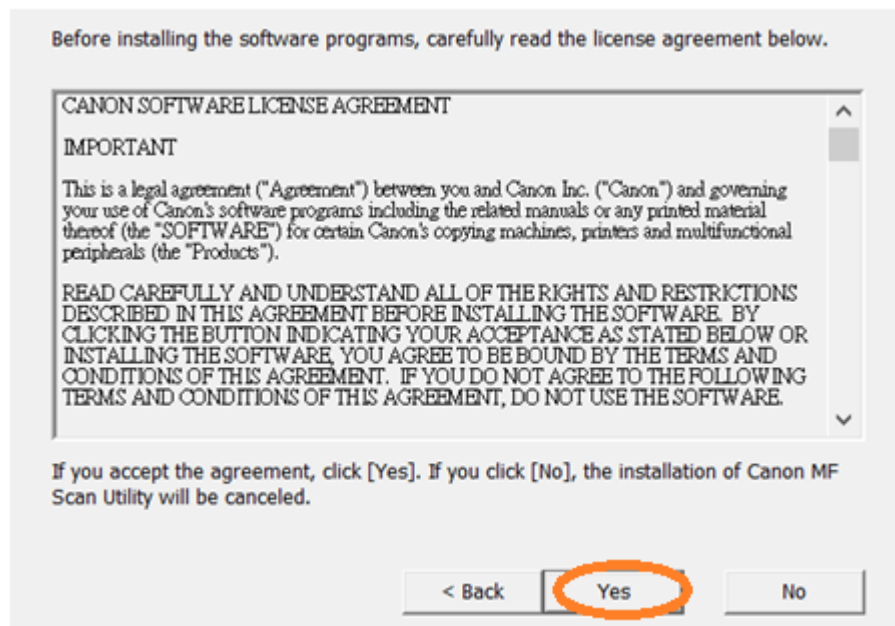 Before installing the software programs, carefully read the license agreement below.
CANON SOFTWARE LICENSE AGREEMENT
IMPORTANT
This is a legal agreement ("Agreement") between you and Canon Inc. ("Canon") and governing
your use of Canon's software programs including the related manuals or any printed material
thereof (the "SOFTWARE") for certain Canon's copying machines, printers and multifunctional
peripherals (the "Products").
READ CAREFULLY AND UNDERSTAND ALL OF THE RIGHTS AND RESTRICTIONS
DESCRIBED IN THIS AGREEMENT BEFORE INSTALLING THE SOFTWARE. BY
CLICKING THE BUTTON INDICATING YOUR ACCEPTANCE AS STATED BELOW OR
INSTALLING THE SOFTWARE, YOU AGREE TO BE BOUND BY THE TERMS AND
CONDITIONS OF THIS AGREEMENT. IF YOU DO NOT AGREE TO THE FOLLOWING
TERMS AND CONDITIONS OF THIS AGREEMENT, DO NOT USE THE SOFTWARE.
If you accept the agreement, click [Yes]. If you click [No], the installation of Canon MF
Scan Utility will be canceled.
< Back Yes No